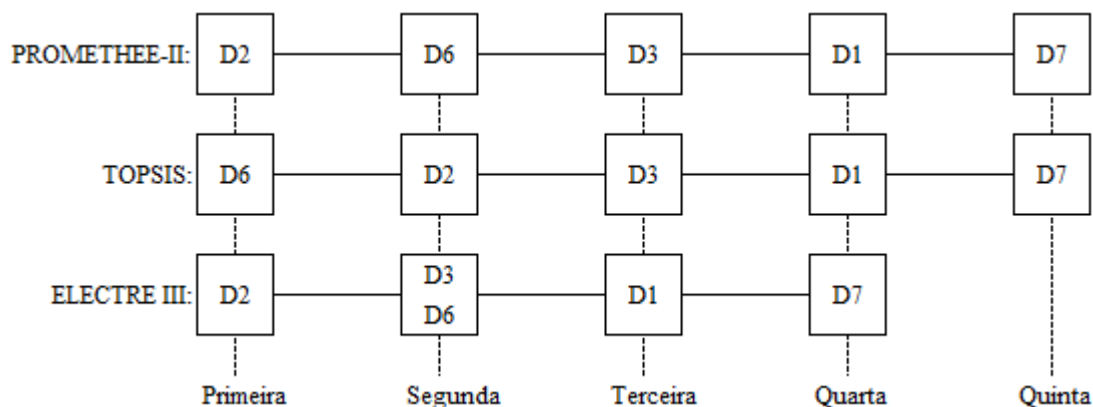 PROMETHEE-II: D2 D6 D3 D1 D7
TOPSIS: D6 D2 D3 D1 D7
ELECTRE III: D2 D3 D6 D1 D7
Primeira Segunda Terceira Quarta Quinta